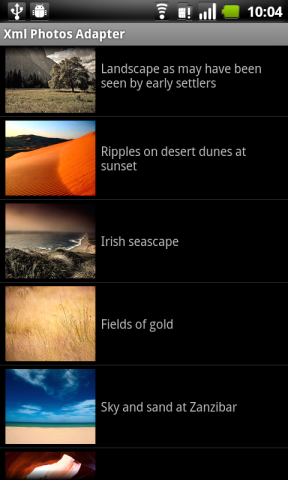 10:04
Xml Photos Adapter
Landscape as may have been
seen by early settlers
Ripples on desert dunes at
sunset
Irish seascape
Fields of gold
Sky and sand at Zanzibar